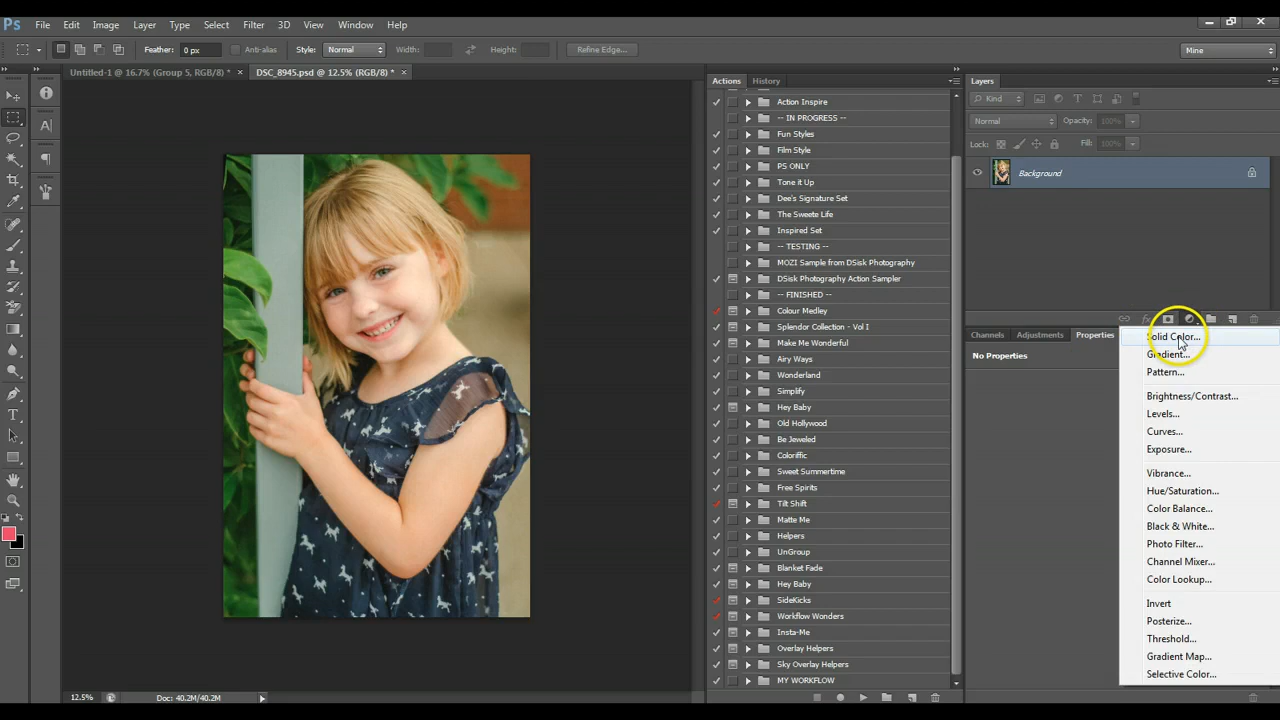 Ps File Edit Image Layer Type Select Filter 3D View Window Help
Feather: 0 px Anti-alias Style: Normal Width: Height: Refine Edge... Mine
Untitled-1 @ 16.7% (Group 5, RGB/8) * × DSC_8945.psd @ 12.5% (RGB/8) * ×
Actions History
Action Inspire
-- IN PROGRESS --
Fun Styles
Film Style
PS ONLY
Tone it Up
Dee's Signature Set
The Sweete Life
Inspired Set
-- TESTING --
MOZI Sample from DSisk Photography
DSisk Photography Action Sampler
-- FINISHED --
Colour Medley
Splendor Collection - Vol I
Make Me Wonderful
Airy Ways
Wonderland
Simplify
Hey Baby
Old Hollywood
Be Jeweled
Coloriffic
Sweet Summertime
Free Spirits
Tilt Shift
Matte Me
Helpers
UnGroup
Blanket Fade
Hey Baby
SideKicks
Workflow Wonders
Insta-Me
Overlay Helpers
Sky Overlay Helpers
MY WORKFLOW
Layers
Kind
Normal Opacity: 100%
Lock: Fill: 100%
Background
fx
Channels Adjustments Properties
No Properties
Solid Color...
Gradient...
Pattern...
Brightness/Contrast...
Levels...
Curves...
Exposure...
Vibrance...
Hue/Saturation...
Color Balance...
Black & White...
Photo Filter...
Channel Mixer...
Color Lookup...
Invert
Posterize...
Threshold...
Gradient Map...
Selective Color...
12.5% Doc: 40.2M/40.2M